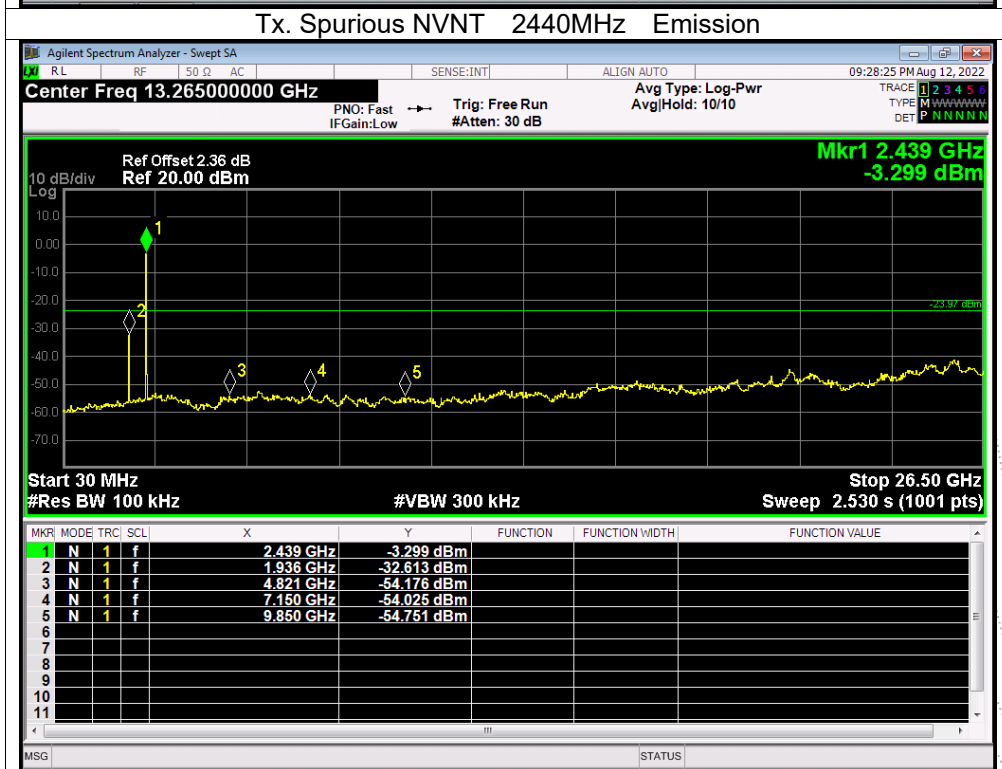 Tx. Spurious NVNT 2440MHz Emission
Agilent Spectrum Analyzer - Swept SA
LXI RL RF 50 Ω AC SENSE:INT ALIGN AUTO 09:28:25 PM Aug 12, 2022
Center Freq 13.265000000 GHz
PNO: Fast
IFGain:Low
Trig: Free Run
#Atten: 30 dB
Avg Type: Log-Pwr
Avg|Hold: 10/10
TRACE 1 2 3 4 5 6
TYPE M WWWWW
DET P N N N N N
Mkr1 2.439 GHz
-3.299 dBm
Ref Offset 2.36 dB
10 dB/div Ref 20.00 dBm
Log
10.0
0.00
-10.0
-20.0
-30.0
-40.0
-50.0
-60.0
-70.0
1
2
3
4
5
-23.97 dBm
Start 30 MHz Stop 26.50 GHz
#Res BW 100 kHz #VBW 300 kHz Sweep 2.530 s (1001 pts)
MKR MODE TRC SCL X Y FUNCTION FUNCTION WIDTH FUNCTION VALUE
1 N 1 f 2.439 GHz -3.299 dBm
2 N 1 f 1.936 GHz -32.613 dBm
3 N 1 f 4.821 GHz -54.176 dBm
4 N 1 f 7.150 GHz -54.025 dBm
5 N 1 f 9.850 GHz -54.751 dBm
6
7
8
9
10
11
MSG STATUS